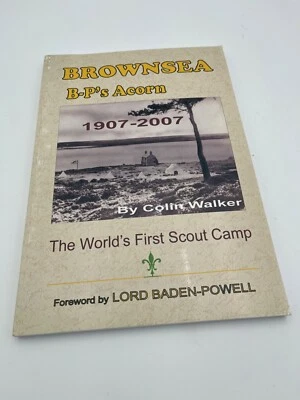 BROWNSEA
B-P's Acorn
1907-2007
By Colin Walker
The World's First Scout Camp
Foreword by LORD BADEN-POWELL